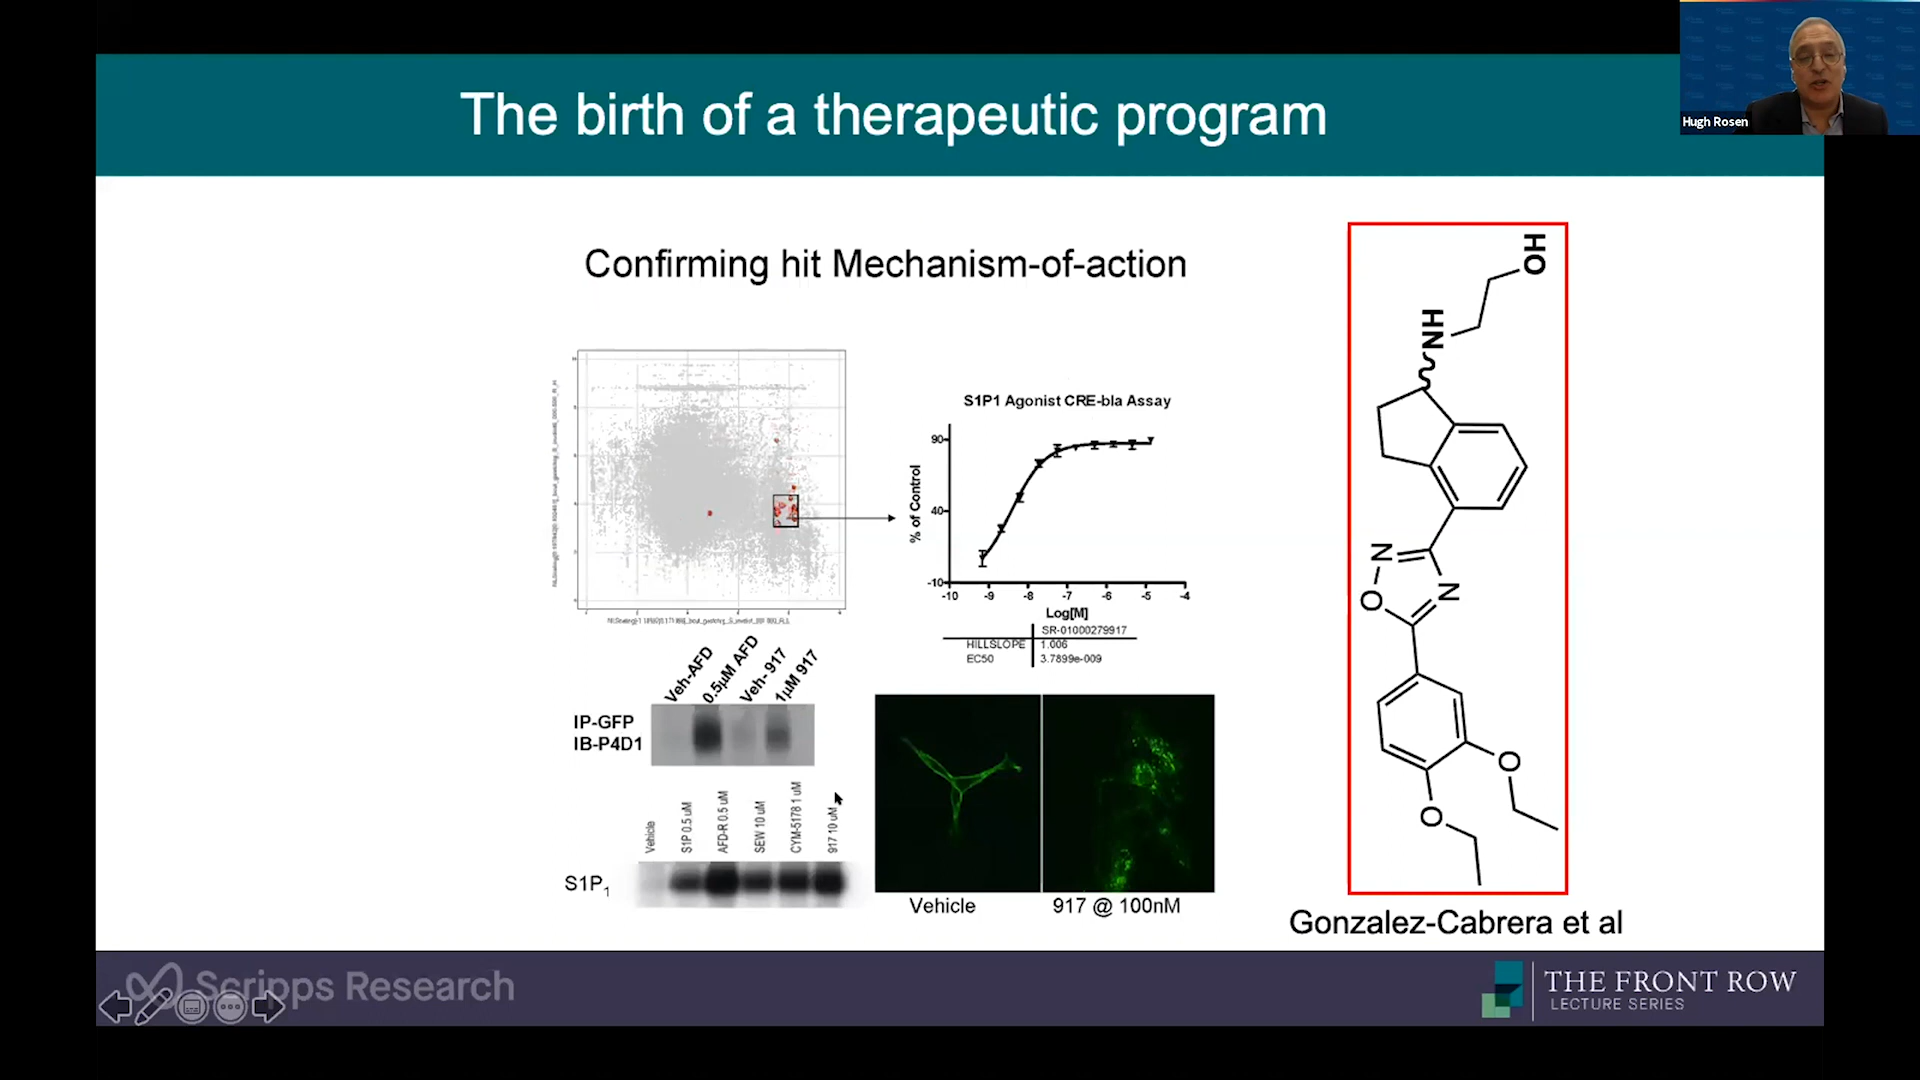 The birth of a therapeutic program
Hugh Rosen
Confirming hit Mechanism-of-action
S1P1 Agonist CRE-bla Assay
% of Control
90
40
-10
-10 -9 -8 -7 -6 -5 -4
Log[M]
SR-01000279917
HILLSLOPE 1.006
EC50 3.7899e-009
Veh-AFD
0.5µM AFD
Veh- 917
1µM 917
IP-GFP
IB-P4D1
Vehicle
S1P 0.5 uM
AFD-R 0.5 uM
SEW 10 uM
CYM-5178 1 uM
917 10 uM
S1P1
Vehicle
917 @ 100nM
HO
HN
N
N
O
O
O
Gonzalez-Cabrera et al
Scripps Research
THE FRONT ROW
LECTURE SERIES